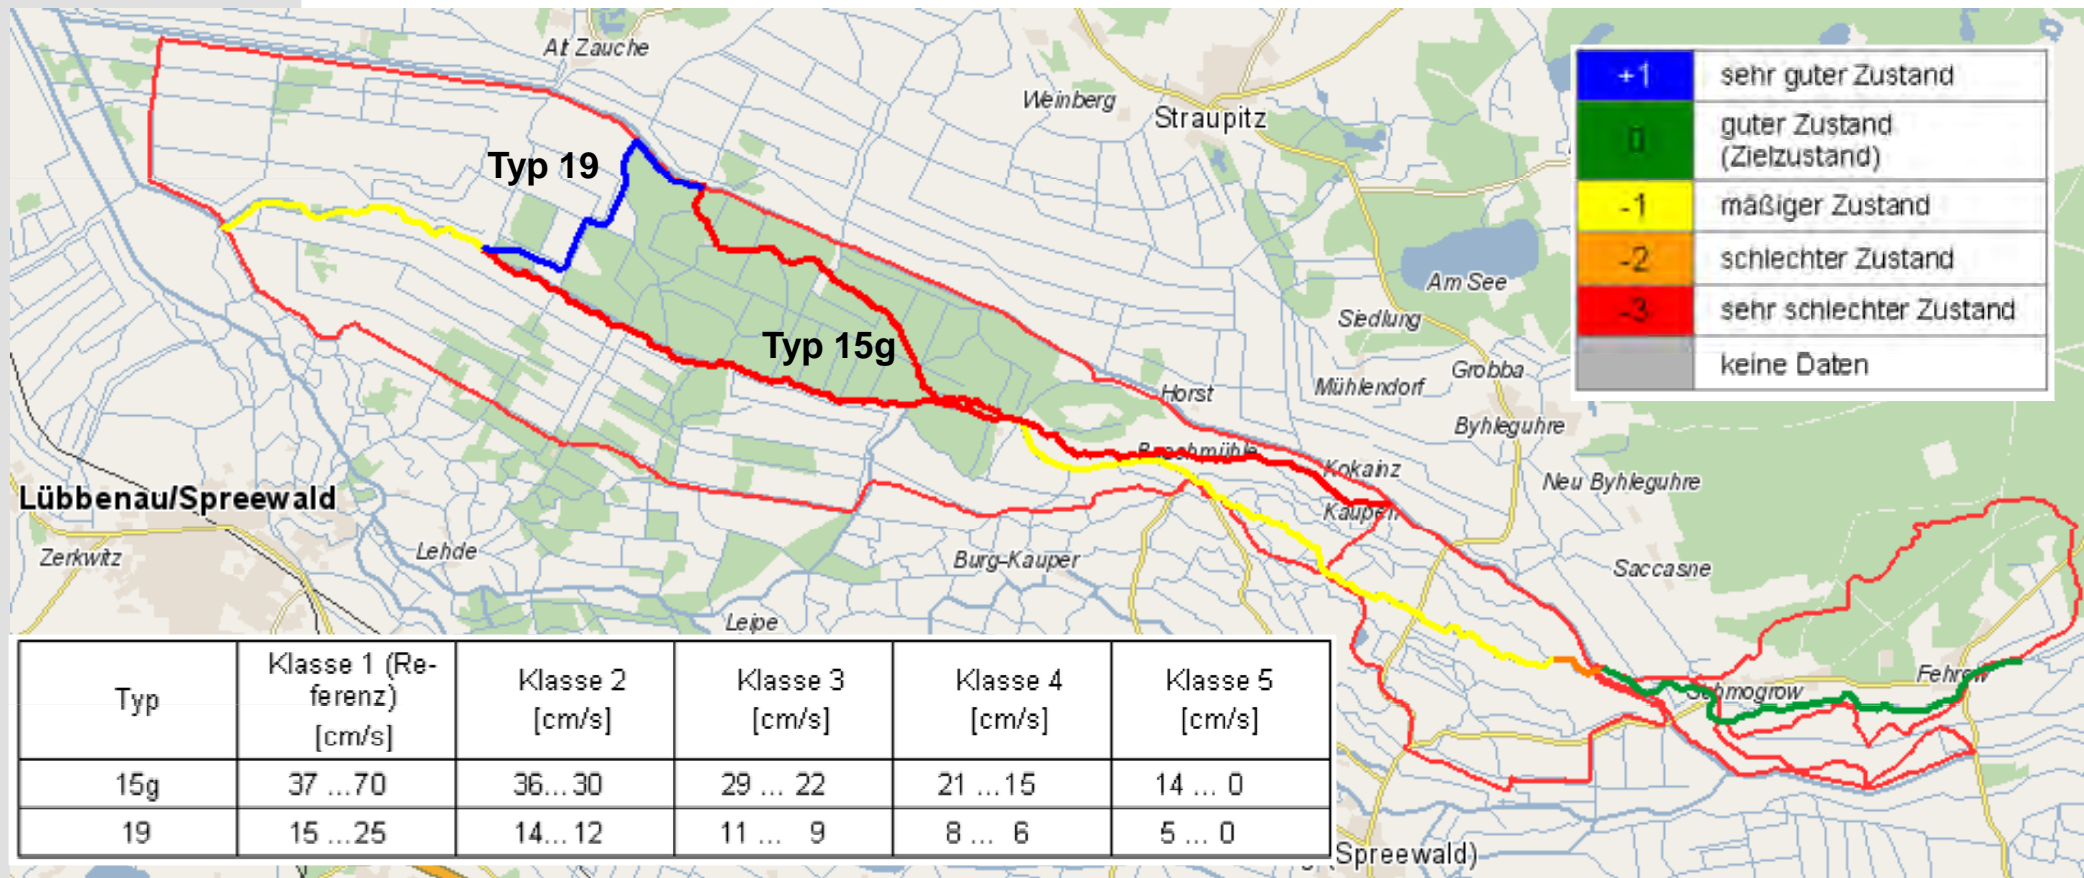 Alt Zauche
Weinberg
Straupitz
Typ 19
+1 sehr guter Zustand
0 guter Zustand
(Zielzustand)
-1 mäßiger Zustand
-2 schlechter Zustand
-3 sehr schlechter Zustand
keine Daten
Am See
Siedlung
Typ 15g
Grobba
Mühlendorf
Horst
Byhleguhre
Kokainz
Neu Byhleguhre
Lübbenau/Spreewald
Kaupen
Lehde
Zerkwitz
Burg-Kauper
Saccasne
Leipe
Fehrow
Schmogrow
Typ Klasse 1 (Re-
ferenz)
[cm/s] Klasse 2
[cm/s] Klasse 3
[cm/s] Klasse 4
[cm/s] Klasse 5
[cm/s]
15g 37 ...70 36... 30 29 ... 22 21 ...15 14 ... 0
19 15 ...25 14... 12 11 ... 9 8 ... 6 5 ... 0
(Spreewald)